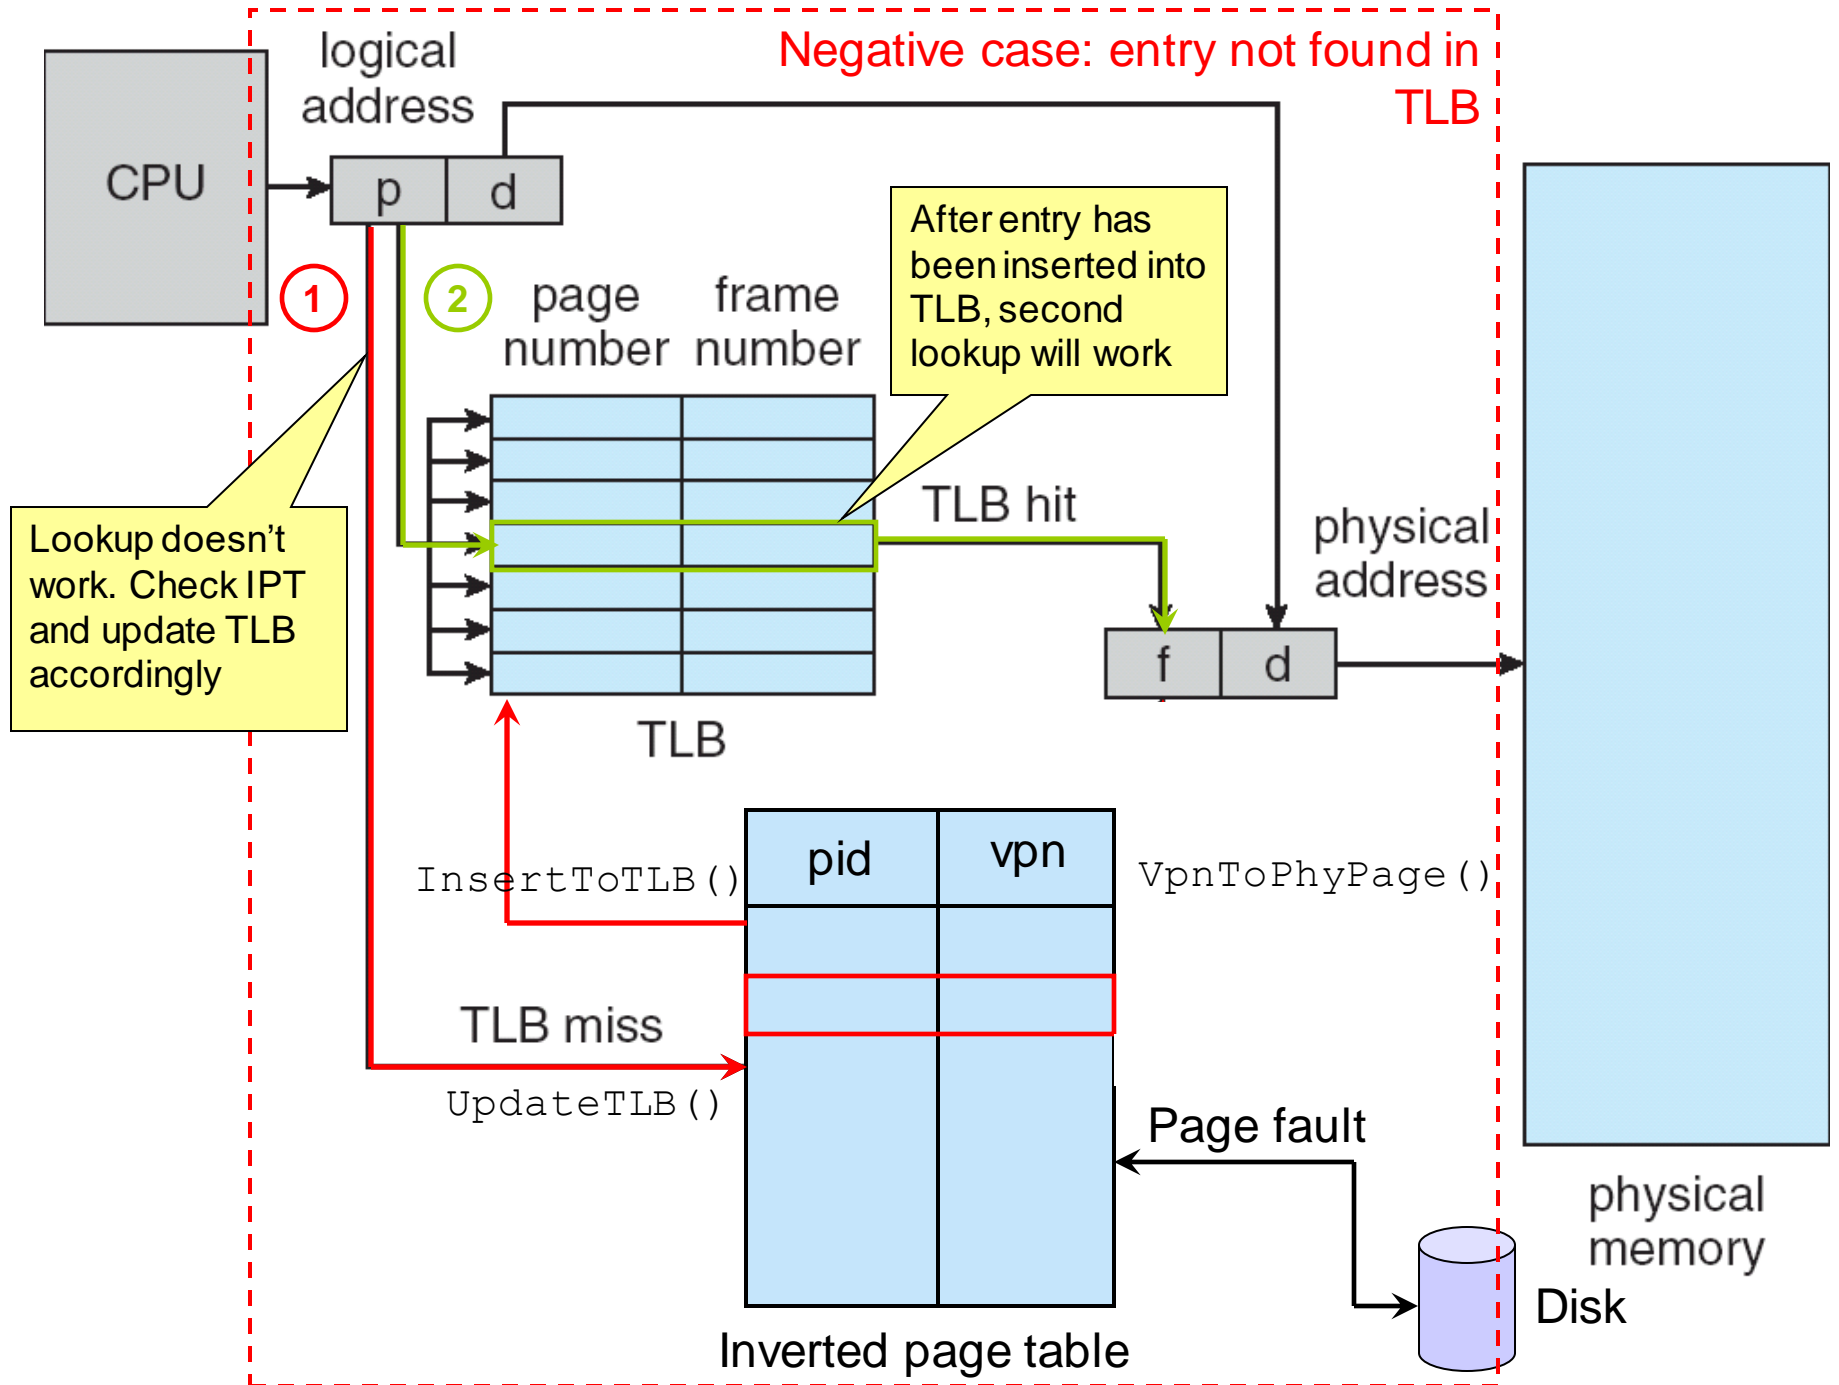 Negative case: entry not found in
TLB
logical
address
CPU
p
d
1
2
After entry has
been inserted into
TLB, second
lookup will work
page
number
frame
number
Lookup doesn't
work. Check IPT
and update TLB
accordingly
TLB hit
physical
address
f
d
TLB
InsertToTLB()
pid
vpn
VpnToPhyPage()
TLB miss
UpdateTLB()
Page fault
physical
memory
Disk
Inverted page table